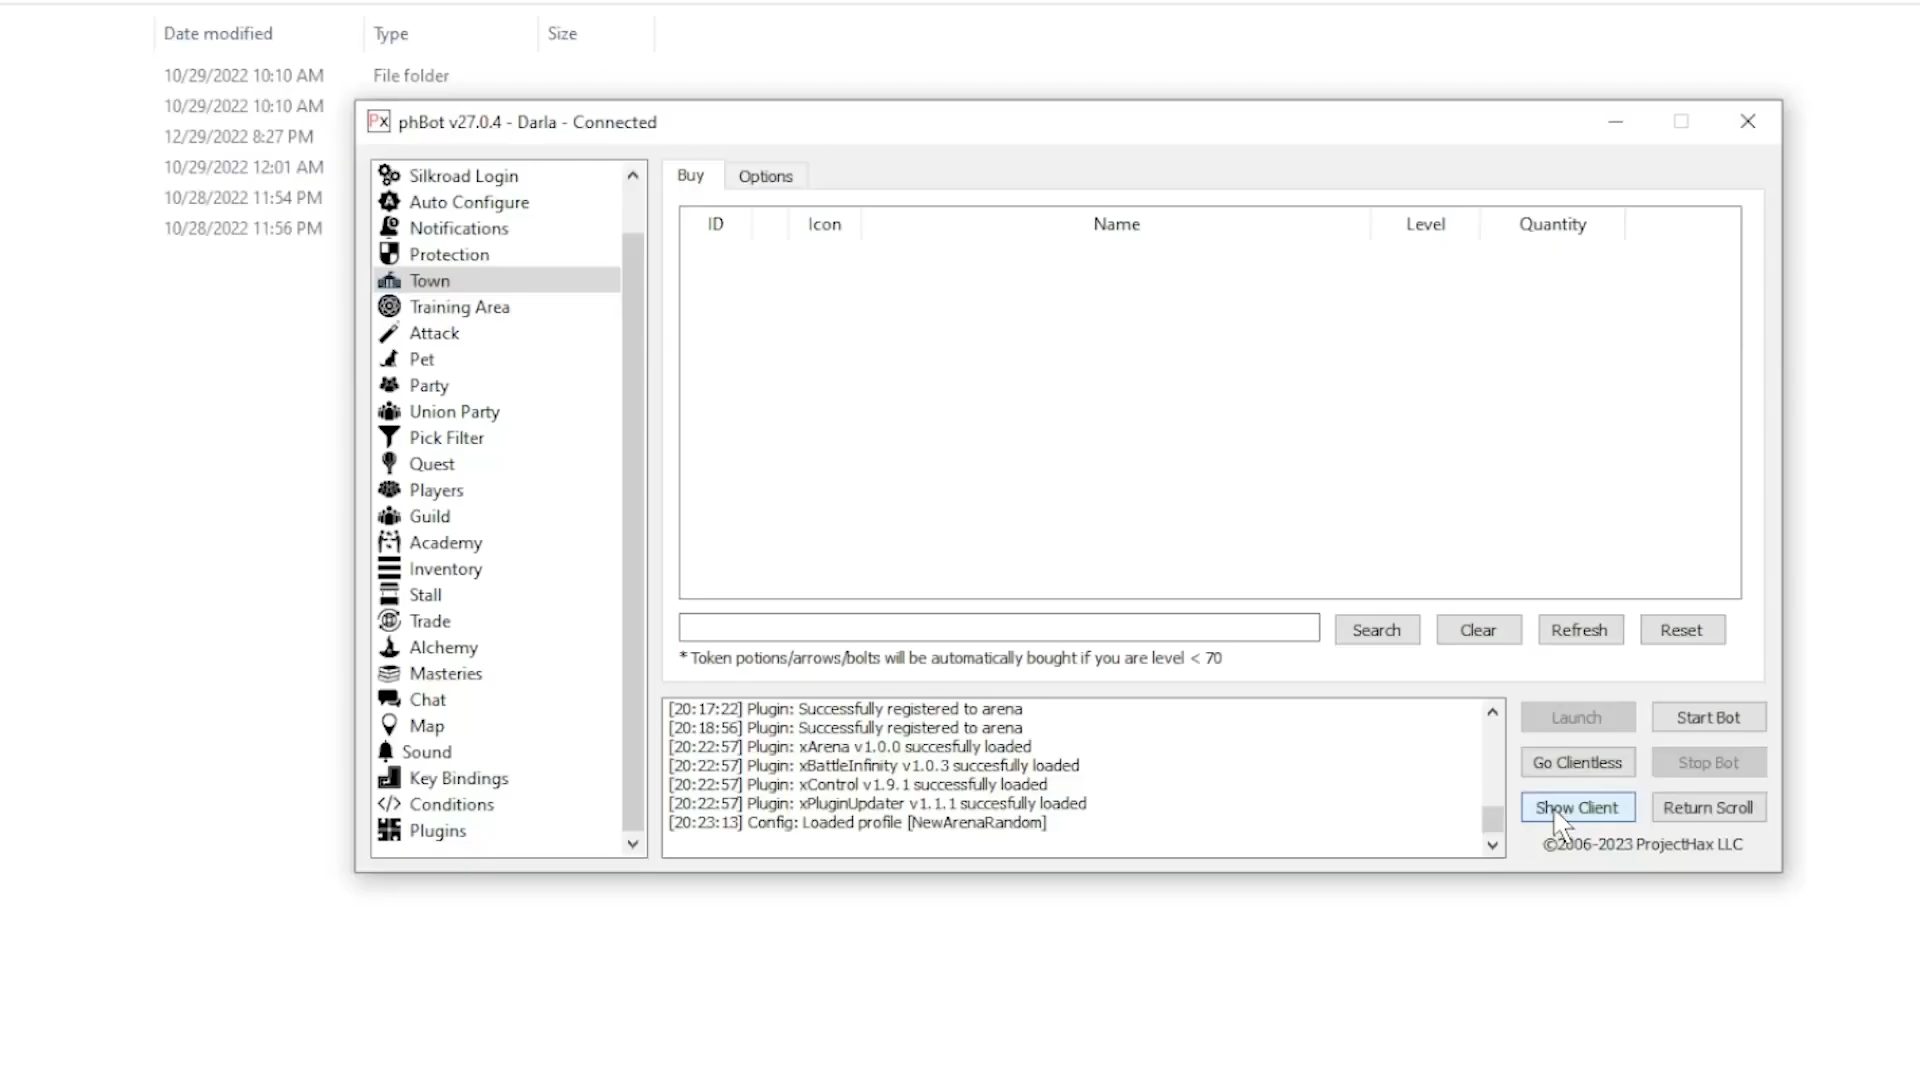 Date modified Type Size
10/29/2022 10:10 AM File folder
10/29/2022 10:10 AM
12/29/2022 8:27 PM
10/29/2022 12:01 AM
10/28/2022 11:54 PM
10/28/2022 11:56 PM
Px phBot v27.0.4 - Darla - Connected
Silkroad Login
Auto Configure
Notifications
Protection
Town
Training Area
Attack
Pet
Party
Union Party
Pick Filter
Quest
Players
Guild
Academy
Inventory
Stall
Trade
Alchemy
Masteries
Chat
Map
Sound
Key Bindings
Conditions
Plugins
Buy Options
ID Icon Name Level Quantity
Search Clear Refresh Reset
* Token potions/arrows/bolts will be automatically bought if you are level < 70
[20:17:22] Plugin: Successfully registered to arena
[20:18:56] Plugin: Successfully registered to arena
[20:22:57] Plugin: xArena v1.0.0 succesfully loaded
[20:22:57] Plugin: xBattleInfinity v1.0.3 succesfully loaded
[20:22:57] Plugin: xControl v1.9.1 successfully loaded
[20:22:57] Plugin: xPluginUpdater v1.1.1 succesfully loaded
[20:23:13] Config: Loaded profile [NewArenaRandom]
Launch Start Bot
Go Clientless Stop Bot
Show Client Return Scroll
©2006-2023 ProjectHax LLC